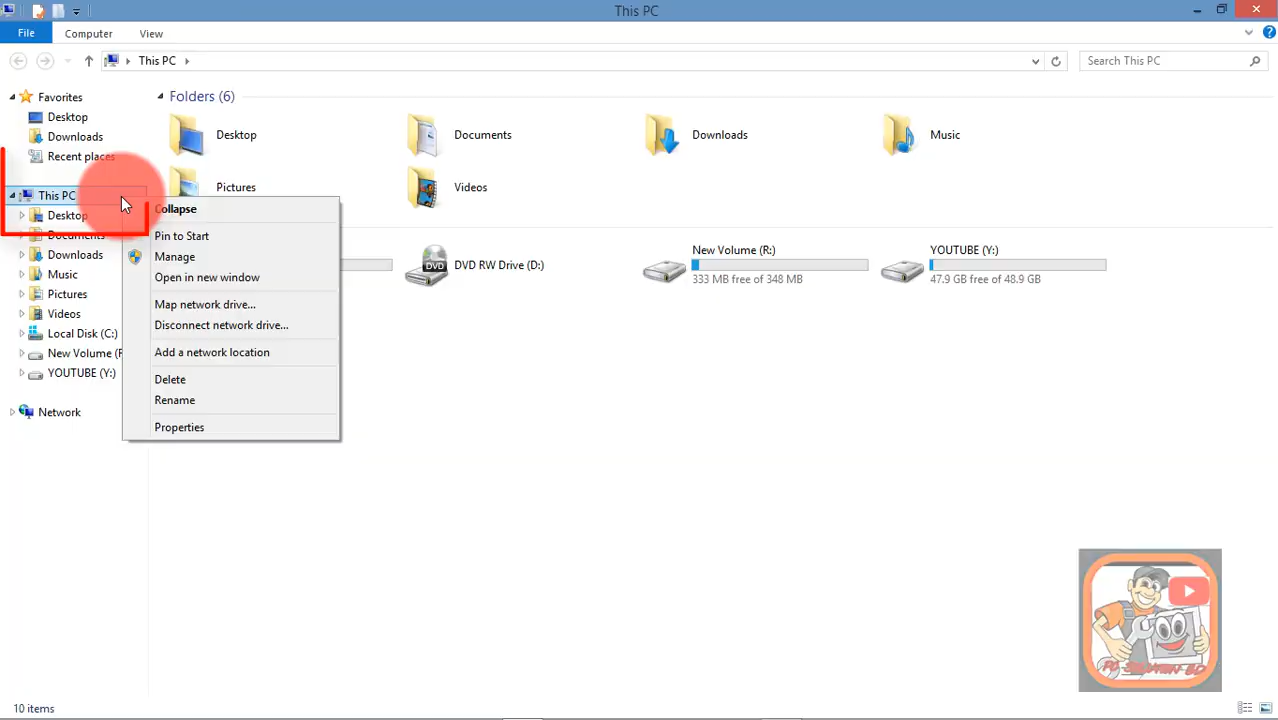 This PC
File Computer View
This PC Search This PC
Favorites
Desktop
Downloads
Recent places
This PC
Desktop
Documents
Downloads
Music
Pictures
Videos
Local Disk (C:)
New Volume (R
YOUTUBE (Y:)
Network
Folders (6)
Desktop Documents Downloads Music
Pictures Videos
Collapse
Pin to Start
Manage
Open in new window
Map network drive...
Disconnect network drive...
Add a network location
Delete
Rename
Properties
DVD RW Drive (D:)
DVD
New Volume (R:)
333 MB free of 348 MB
YOUTUBE (Y:)
47.9 GB free of 48.9 GB
PC SOLUTION BD
10 items